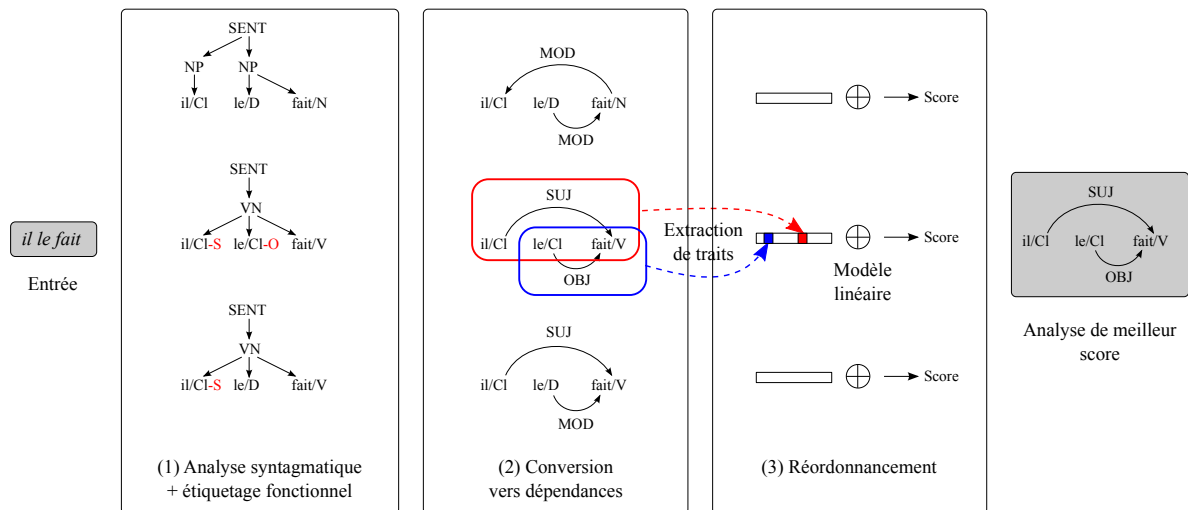 il le fait
Entrée
SENT
NP NP
il/Cl le/D fait/N
SENT
VN
il/Cl-S le/Cl-O fait/V
SENT
VN
il/Cl-S le/D fait/V
(1) Analyse syntagmatique
+ étiquetage fonctionnel
MOD
il/Cl le/D fait/N
MOD
SUJ
il/Cl le/Cl fait/V
OBJ
SUJ
il/Cl le/D fait/V
MOD
(2) Conversion
vers dépendances
Extraction
de traits
Score
Score
Modèle
linéaire
Score
(3) Réordonnancement
SUJ
il/Cl le/Cl fait/V
OBJ
Analyse de meilleur
score